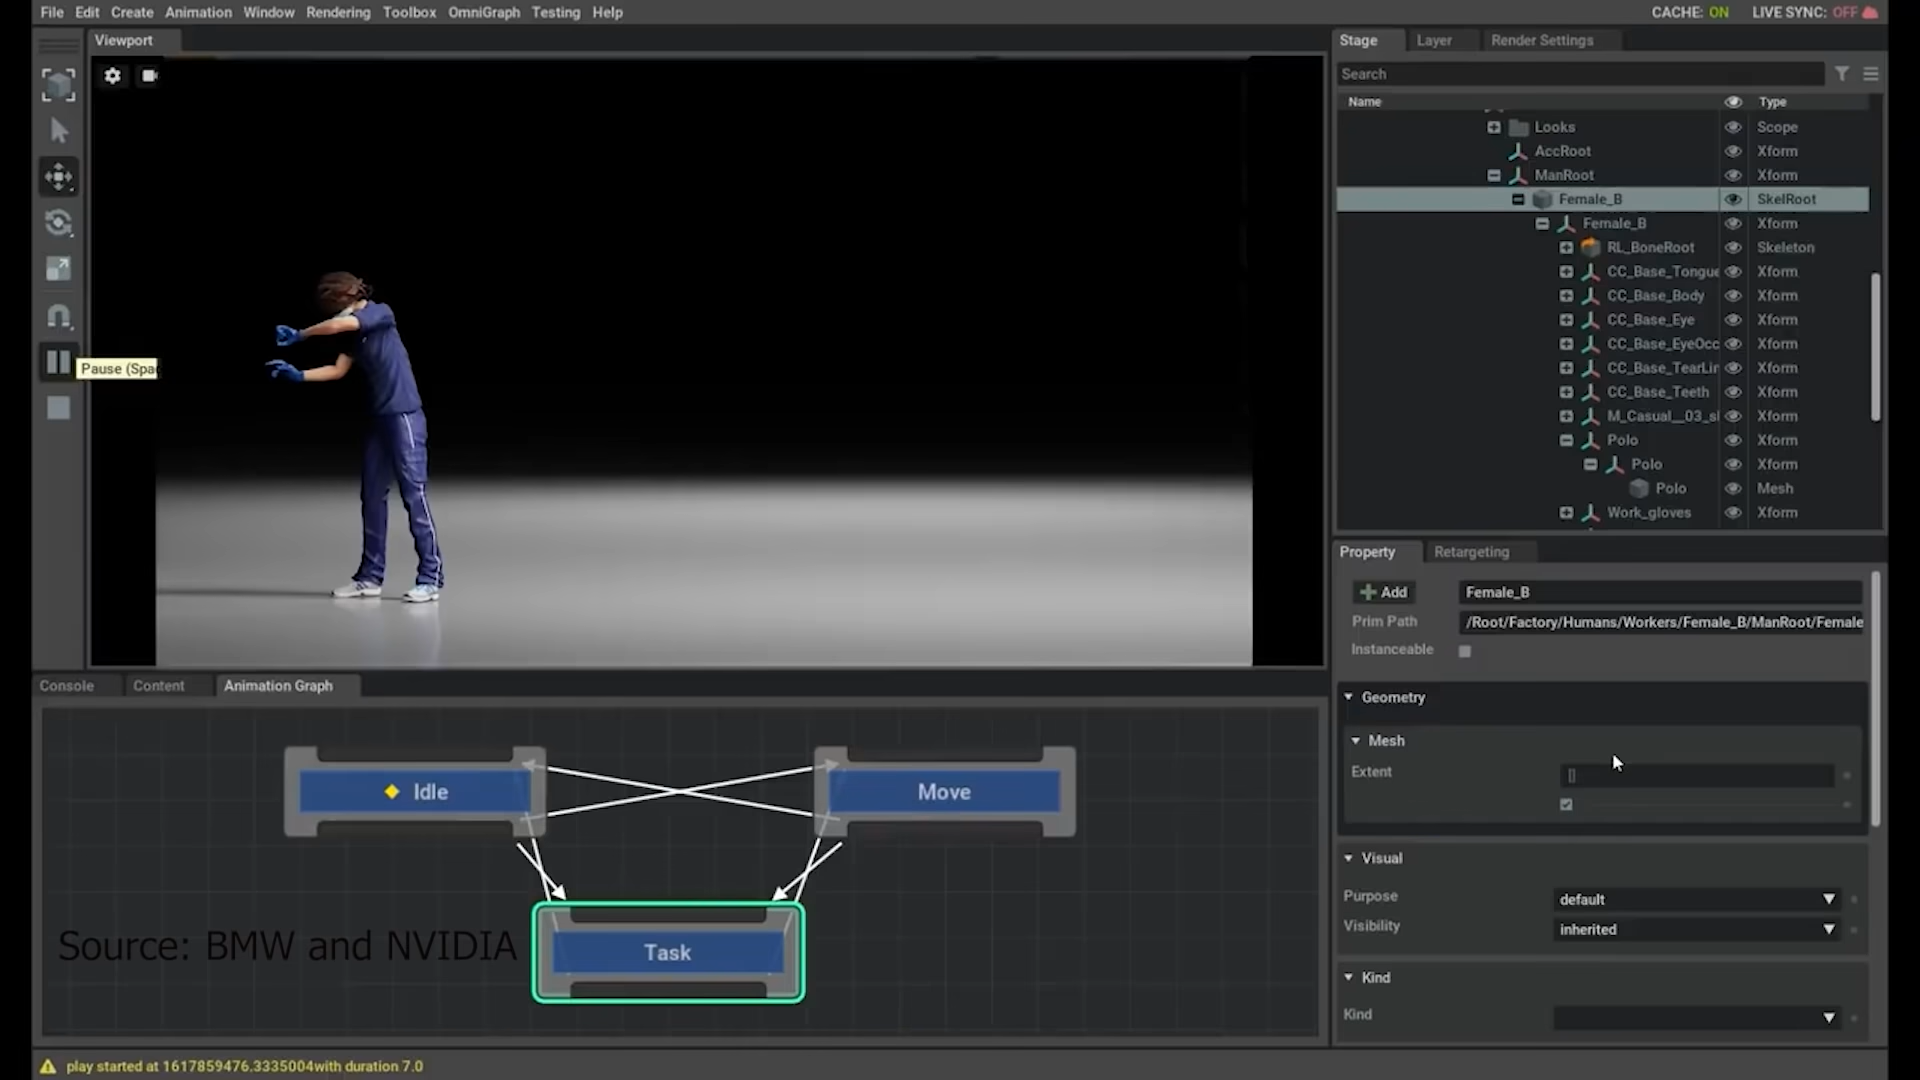 File Edit Create Animation Window Rendering Toolbox OmniGraph Testing Help
CACHE: ON LIVE SYNC: OFF
Viewport
Stage Layer Render Settings
Search
Name Type
Looks Scope
AccRoot Xform
ManRoot Xform
Female_B SkelRoot
Female_B Xform
RL_BoneRoot Skeleton
CC_Base_Tongue Xform
CC_Base_Body Xform
CC_Base_Eye Xform
CC_Base_EyeOcc Xform
CC_Base_TearLin Xform
CC_Base_Teeth Xform
M_Casual__03_sl Xform
Polo Xform
Polo Xform
Polo Mesh
Work_gloves Xform
Pause (Spa
Property Retargeting
Add Female_B
Prim Path /Root/Factory/Humans/Workers/Female_B/ManRoot/Female
Instanceable
Geometry
Mesh
Extent []
Visual
Purpose default
Visibility inherited
Kind
Kind
Console Content Animation Graph
Idle Move
Task
Source: BMW and NVIDIA
play started at 1617859476.3335004with duration 7.0